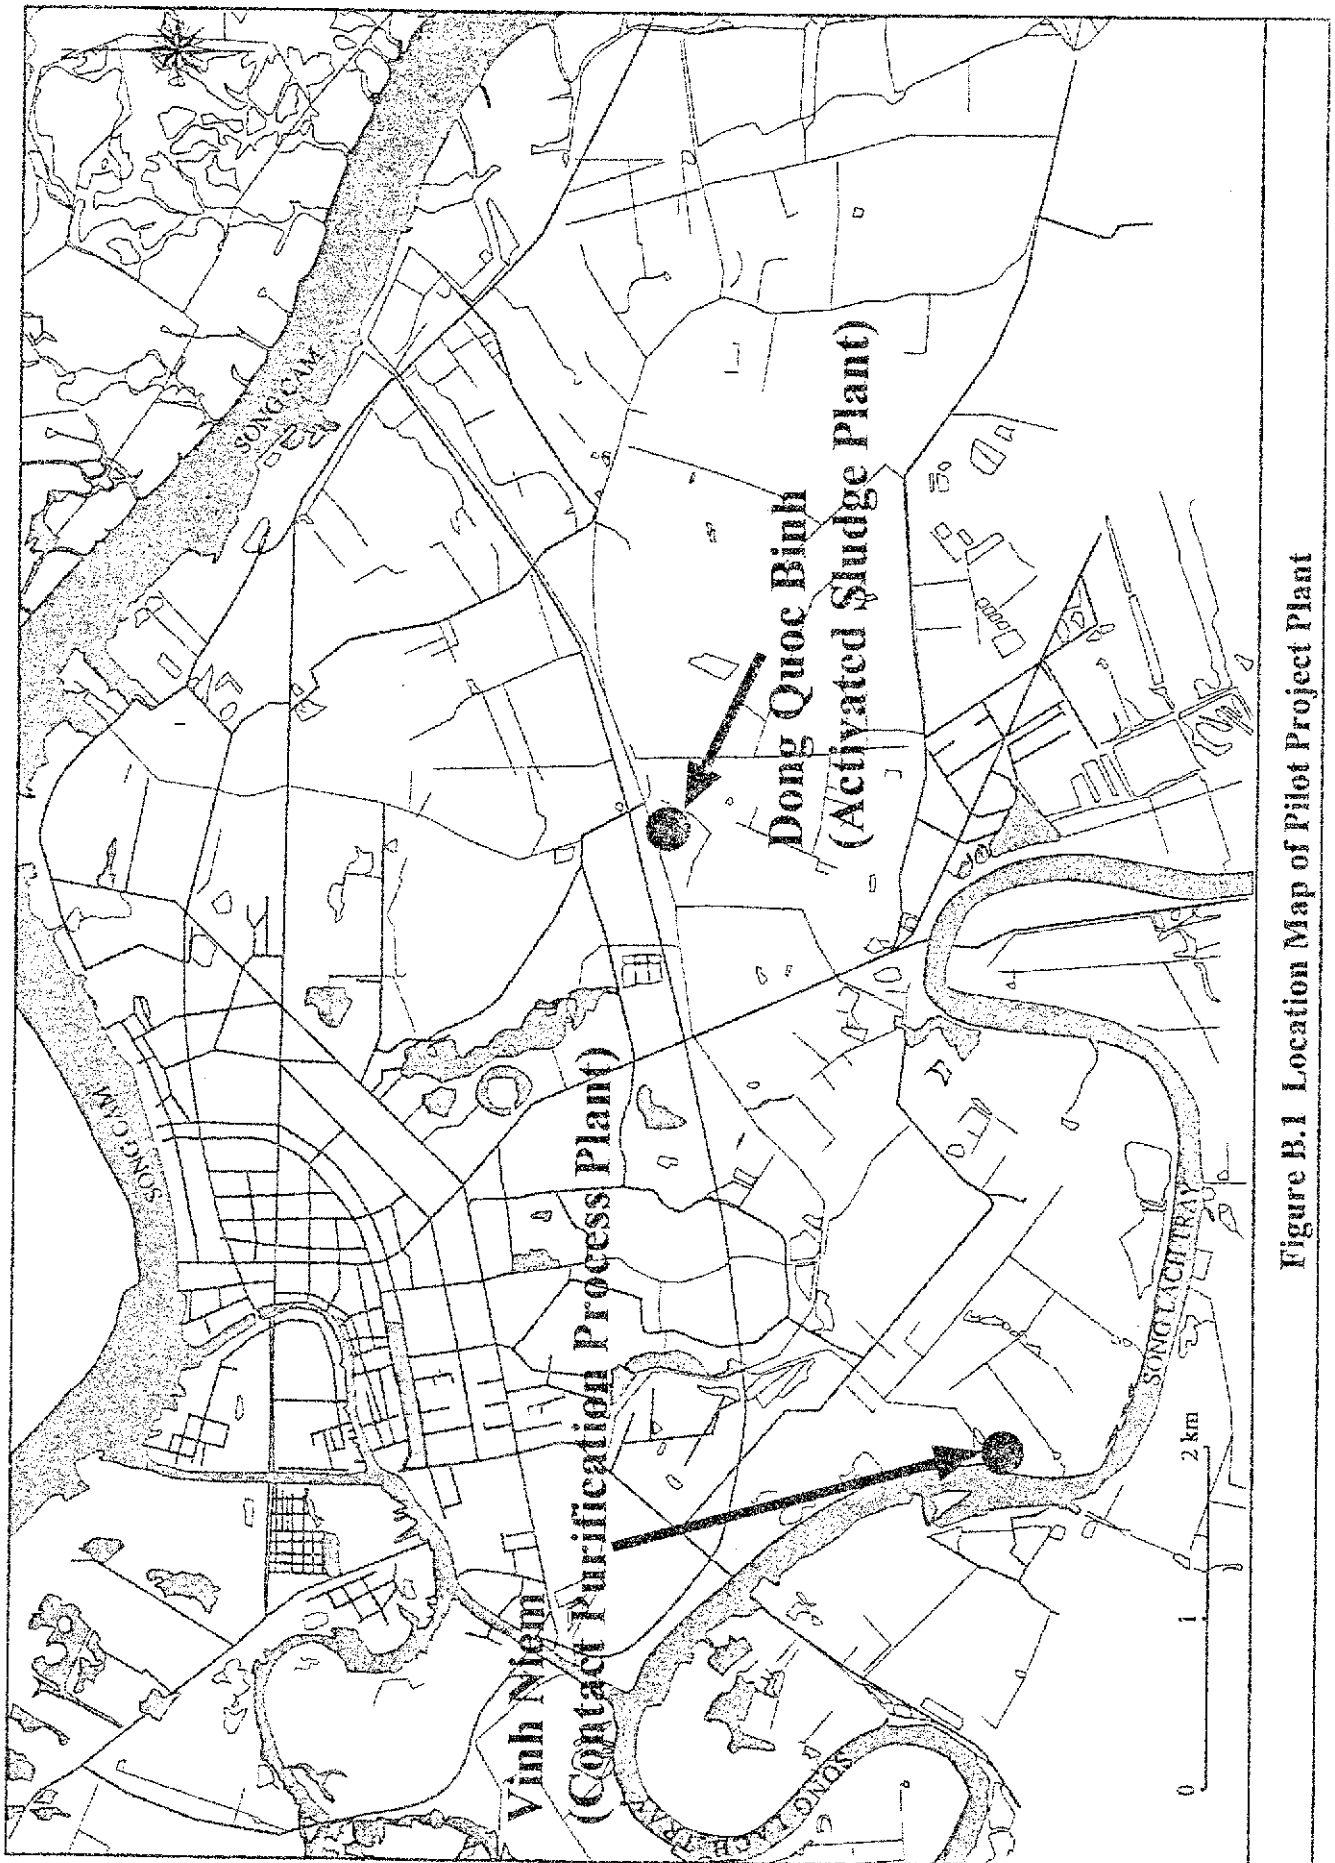 SONG CAM
SONG CAM
Vinh Niem
(Contact Purification Process Plant)
Dong Quoc Binh
(Activated Sludge Plant)
SONG LACH TRAY
SONG LACH TRAY
0 1 2 km
Figure B.1 Location Map of Pilot Project Plant